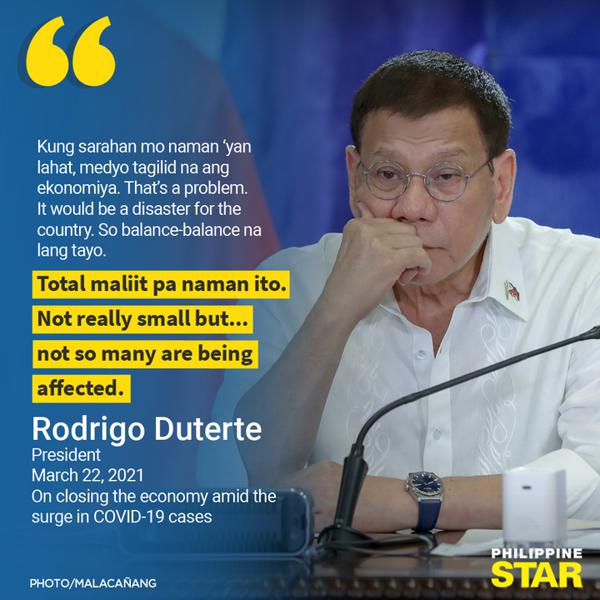 Kung sarahan mo naman ‘yan
lahat, medyo tagilid na ang
ekonomiya. That’s a problem.
It would be a disaster for the
country. So balance-balance na
lang tayo.
Total maliit pa naman ito.
Not really small but...
not so many are being
affected.
Rodrigo Duterte
President
March 22, 2021
On closing the economy amid the
surge in COVID-19 cases
PHOTO/MALACAÑANG
PHILIPPINE
STAR